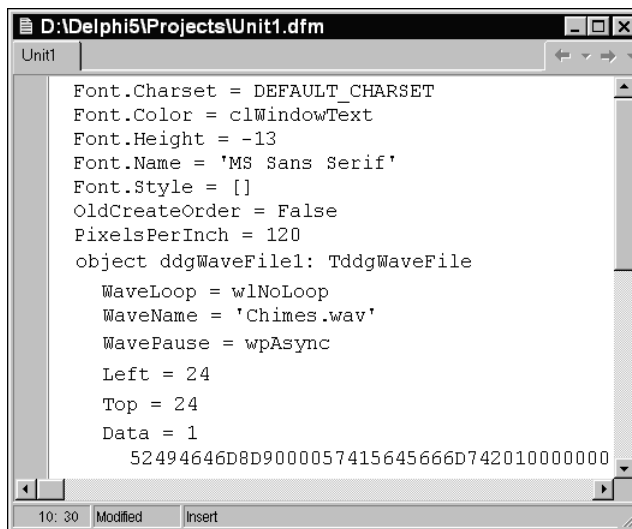 D:\Delphi5\Projects\Unit1.dfm
Unit1
Font.Charset = DEFAULT_CHARSET
Font.Color = clWindowText
Font.Height = -13
Font.Name = 'MS Sans Serif'
Font.Style = []
OldCreateOrder = False
PixelsPerInch = 120
object ddgWaveFile1: TddgWaveFile
WaveLoop = wlNoLoop
WaveName = 'Chimes.wav'
WavePause = wpAsync
Left = 24
Top = 24
Data = 1
52494646D8D9000057415645666D742010000000
10: 30 Modified Insert